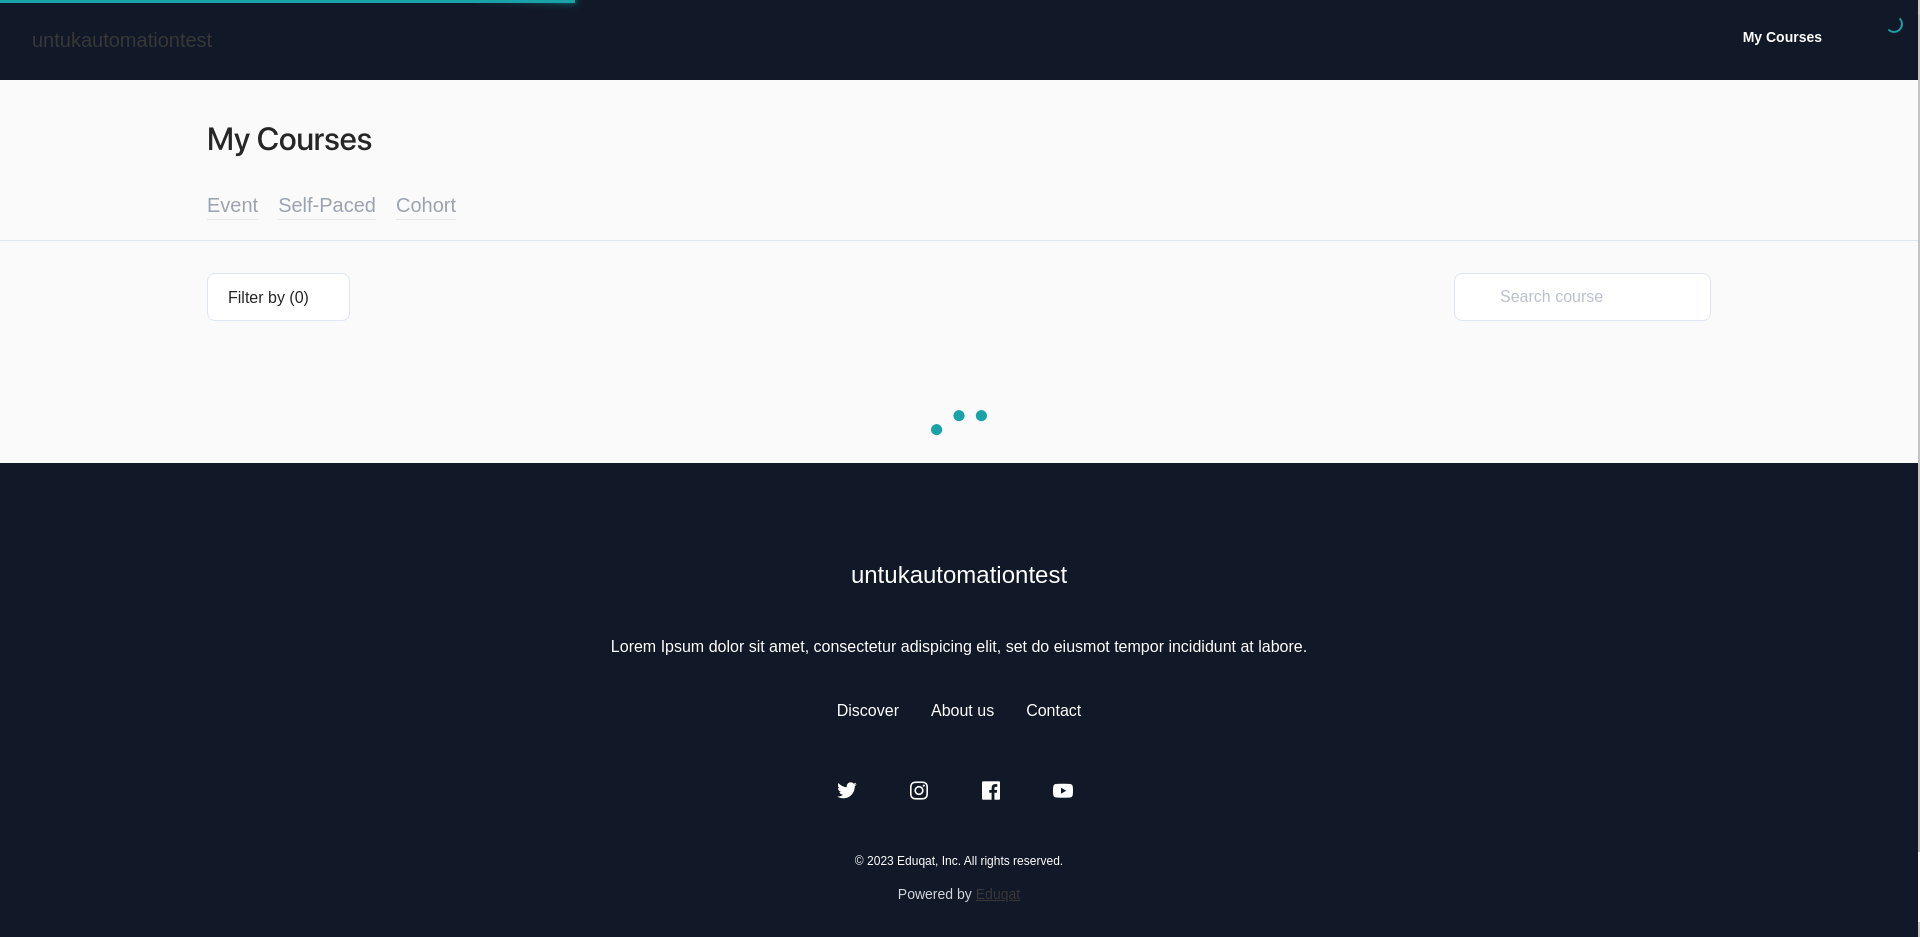 untukautomationtest
My Courses
My Courses
Event Self-Paced Cohort
Filter by (0)
Search course
untukautomationtest
Lorem Ipsum dolor sit amet, consectetur adispicing elit, set do eiusmot tempor incididunt at labore.
Discover About us Contact
© 2023 Eduqat, Inc. All rights reserved.
Powered by Eduqat